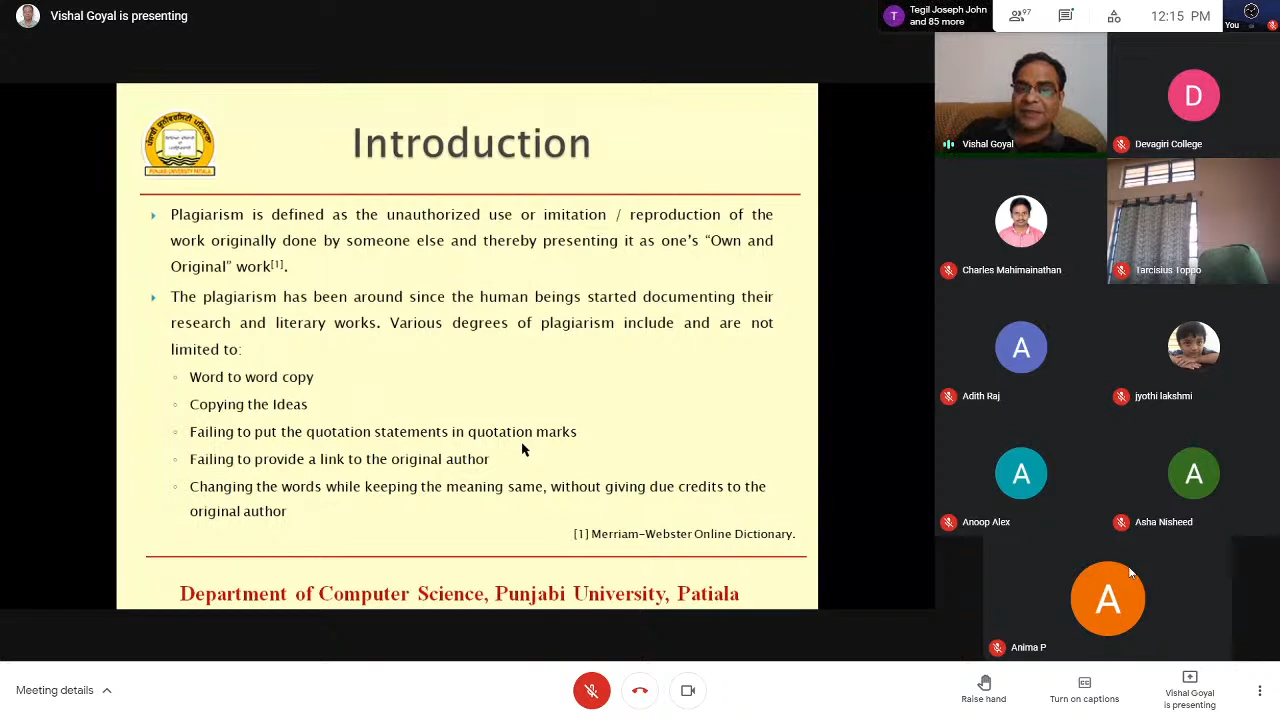 Vishal Goyal is presenting
Tegil Joseph John
and 85 more
T
97
12:15 PM
You
Introduction
PUNJABI UNIVERSITY PATIALA
Plagiarism is defined as the unauthorized use or imitation / reproduction of the
work originally done by someone else and thereby presenting it as one's “Own and
Original” work[1].
The plagiarism has been around since the human beings started documenting their
research and literary works. Various degrees of plagiarism include and are not
limited to:
Word to word copy
Copying the Ideas
Failing to put the quotation statements in quotation marks
Failing to provide a link to the original author
Changing the words while keeping the meaning same, without giving due credits to the
original author
[1] Merriam-Webster Online Dictionary.
Department of Computer Science, Punjabi University, Patiala
Vishal Goyal
D
Devagiri College
Charles Mahimainathan
Tarcisius Toppo
A
Adith Raj
jyothi lakshmi
A
Anoop Alex
A
Asha Nisheed
A
Anima P
Meeting details
Raise hand
Turn on captions
Vishal Goyal
is presenting